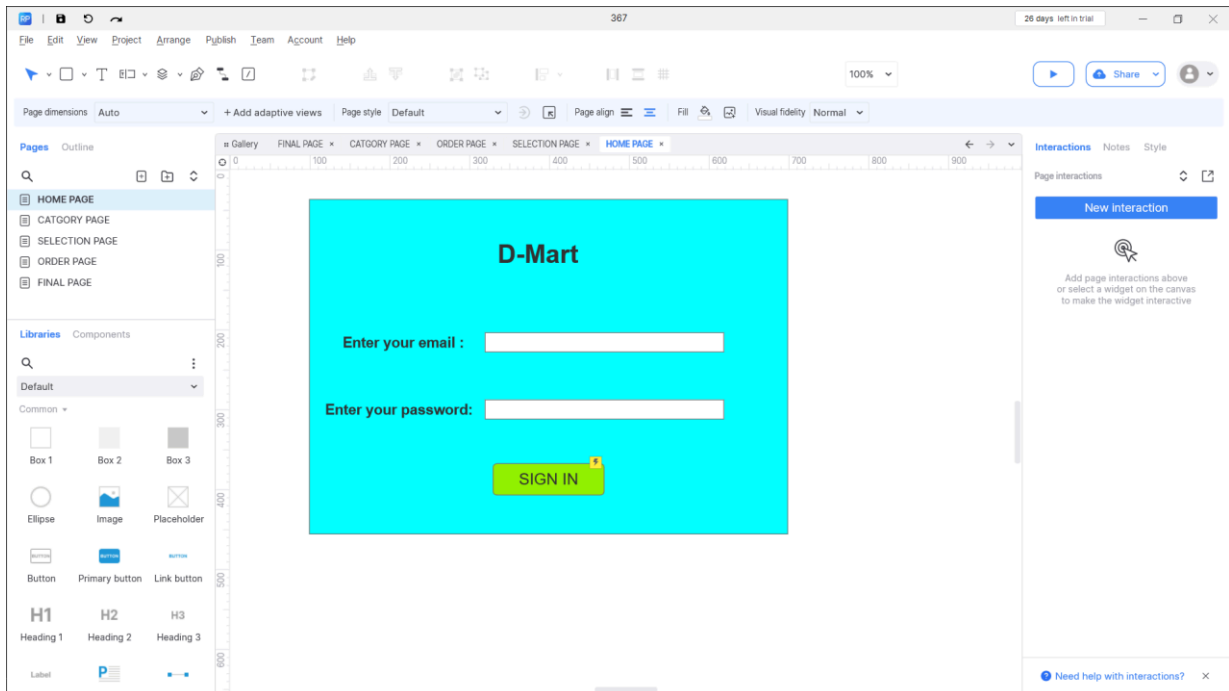 RP 367 26 days left in trial
File Edit View Project Arrange Publish Team Account Help
100% Share
Page dimensions Auto + Add adaptive views Page style Default Page align Fill Visual fidelity Normal
Pages Outline
Gallery FINAL PAGE × CATGORY PAGE × ORDER PAGE × SELECTION PAGE × HOME PAGE ×
Interactions Notes Style
0 100 200 300 400 500 600 700 800 900
Page interactions
HOME PAGE
CATGORY PAGE
SELECTION PAGE
ORDER PAGE
FINAL PAGE
New interaction
Add page interactions above
or select a widget on the canvas
to make the widget interactive
0
100
200
300
400
500
600
D-Mart
Enter your email :
Enter your password:
SIGN IN
Libraries Components
Default
Common
Box 1 Box 2 Box 3
Ellipse Image Placeholder
BUTTON BUTTON BUTTON
Button Primary button Link button
H1 H2 H3
Heading 1 Heading 2 Heading 3
Label P
Need help with interactions? ×